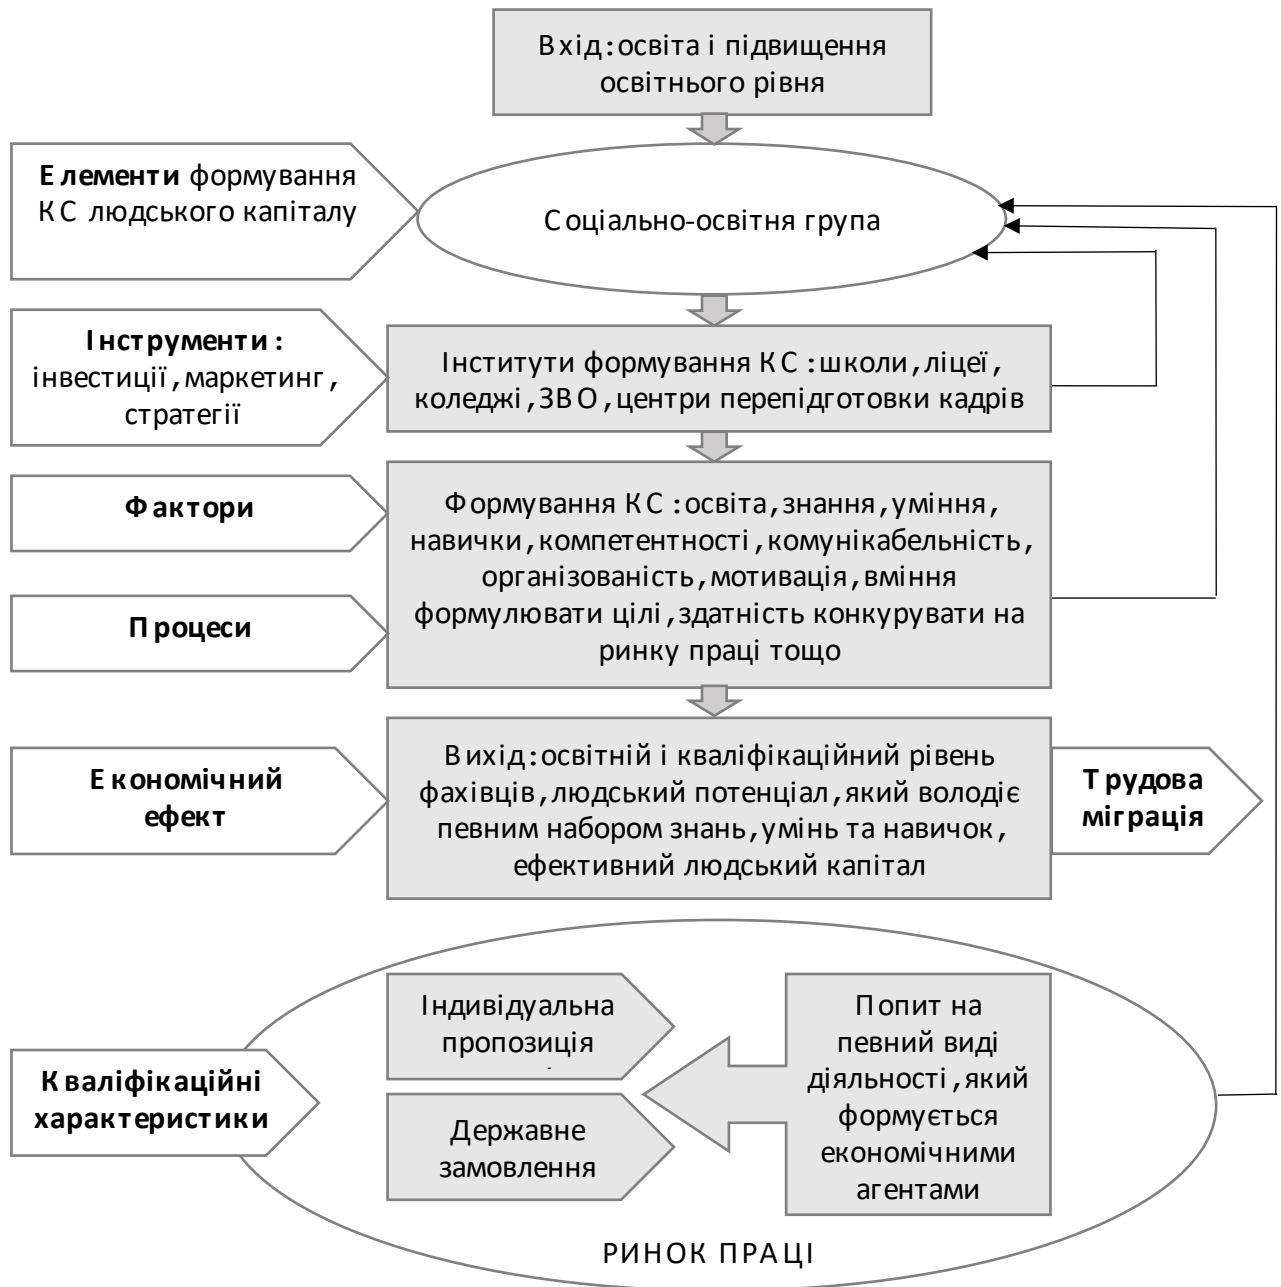 Вхід:освіта і підвищення
освітнього рівня
Елементи формування
КС людського капіталу
Соціально-освітня група
Інструменти:
інвестиції,маркетинг,
стратегії
Інститути формування КС:школи,ліцеї,
коледжі,ЗВО,центри перепідготовки кадрів
Фактори
Процеси
Формування КС:освіта,знання,уміння,
навички,компетентності,комунікабельність,
організованість,мотивація,вміння
формулювати цілі,здатність конкурувати на
ринку праці тощо
Економічний
ефект
Вихід:освітній і кваліфікаційний рівень
фахівців,людський потенціал,який володіє
певним набором знань,умінь та навичок,
ефективний людський капітал
Трудова
міграція
Кваліфікаційні
характеристики
Індивідуальна
пропозиція
Державне
замовлення
Попит на
певний виді
діяльності,який
формується
економічними
агентами
РИНОК ПРАЦІ